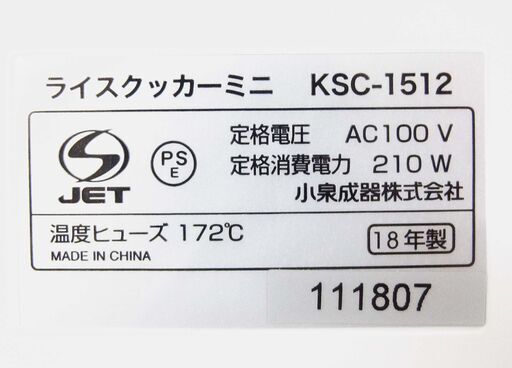 ライスクッカーミニ KSC-1512
JET
PS
E
定格電圧 AC100 V
定格消費電力 210 W
小泉成器株式会社
温度ヒューズ 172℃
MADE IN CHINA
18年製
111807